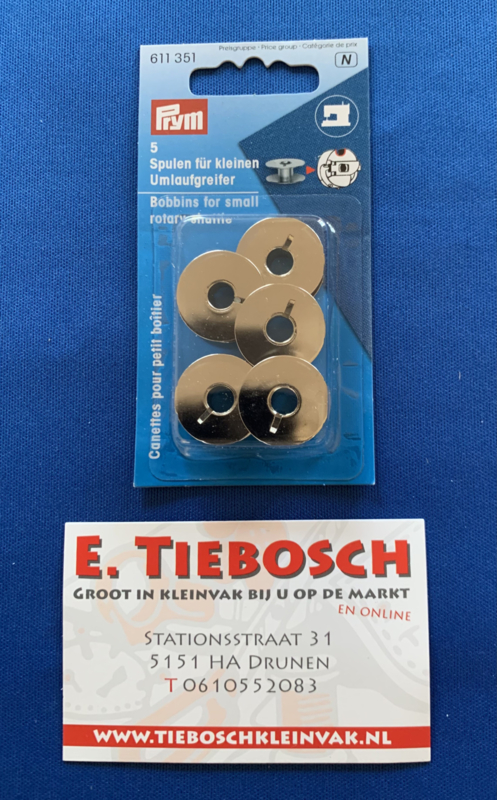 Preisgruppe · Price group · Catégorie de prix
611 351
N
Prym
5
Spulen für kleinen
Umlaufgreifer
Bobbins for small
rotary shuttle
Canettes pour petit boîtier
E. TIEBOSCH
GROOT IN KLEINVAK BIJ U OP DE MARKT
EN ONLINE
STATIONSSTRAAT 31
5151 HA DRUNEN
T 0610552083
WWW.TIEBOSCHKLEINVAK.NL